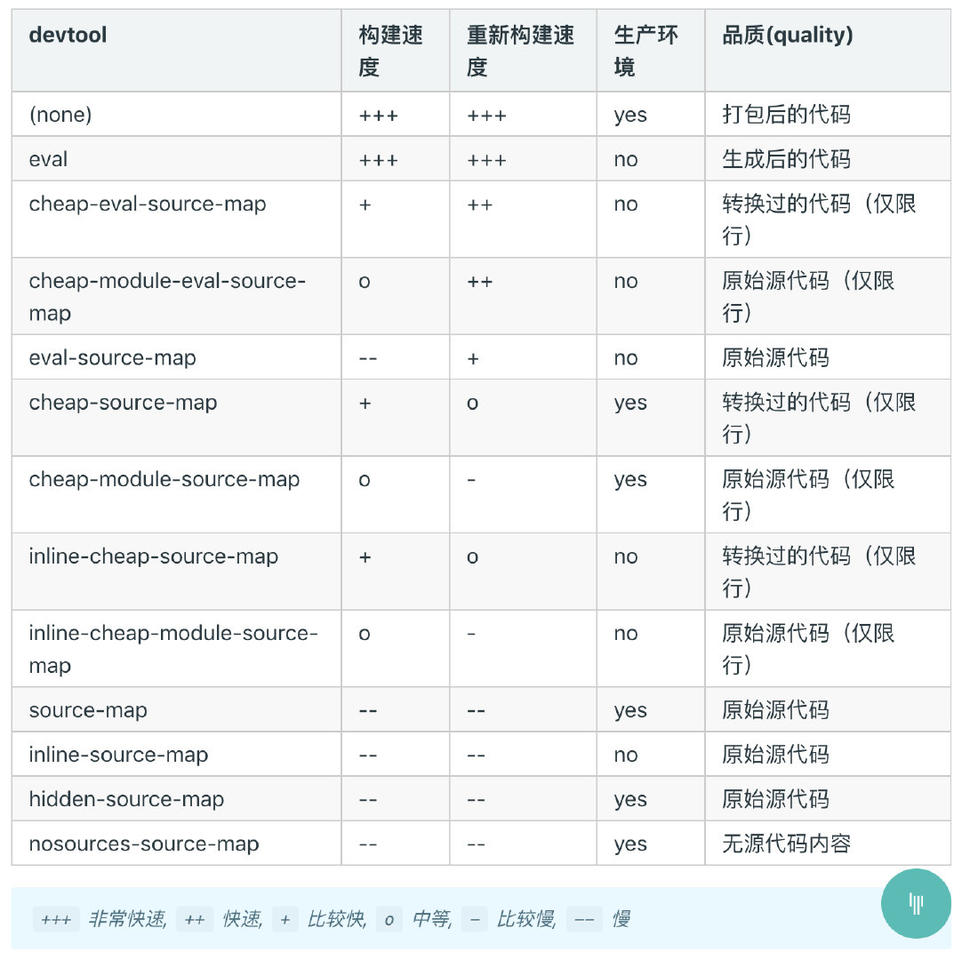 devtool 构建速 重新构建速 生产环 品质(quality)
度 度 境
(none) +++ +++ yes 打包后的代码
eval +++ +++ no 生成后的代码
cheap-eval-source-map + ++ no 转换过的代码（仅限
行）
cheap-module-eval-source- o ++ no 原始源代码（仅限
map 行）
eval-source-map -- + no 原始源代码
cheap-source-map + o yes 转换过的代码（仅限
行）
cheap-module-source-map o - yes 原始源代码（仅限
行）
inline-cheap-source-map + o no 转换过的代码（仅限
行）
inline-cheap-module-source- o - no 原始源代码（仅限
map 行）
source-map -- -- yes 原始源代码
inline-source-map -- -- no 原始源代码
hidden-source-map -- -- yes 原始源代码
nosources-source-map -- -- yes 无源代码内容
+++ 非常快速, ++ 快速, + 比较快, o 中等, - 比较慢, -- 慢